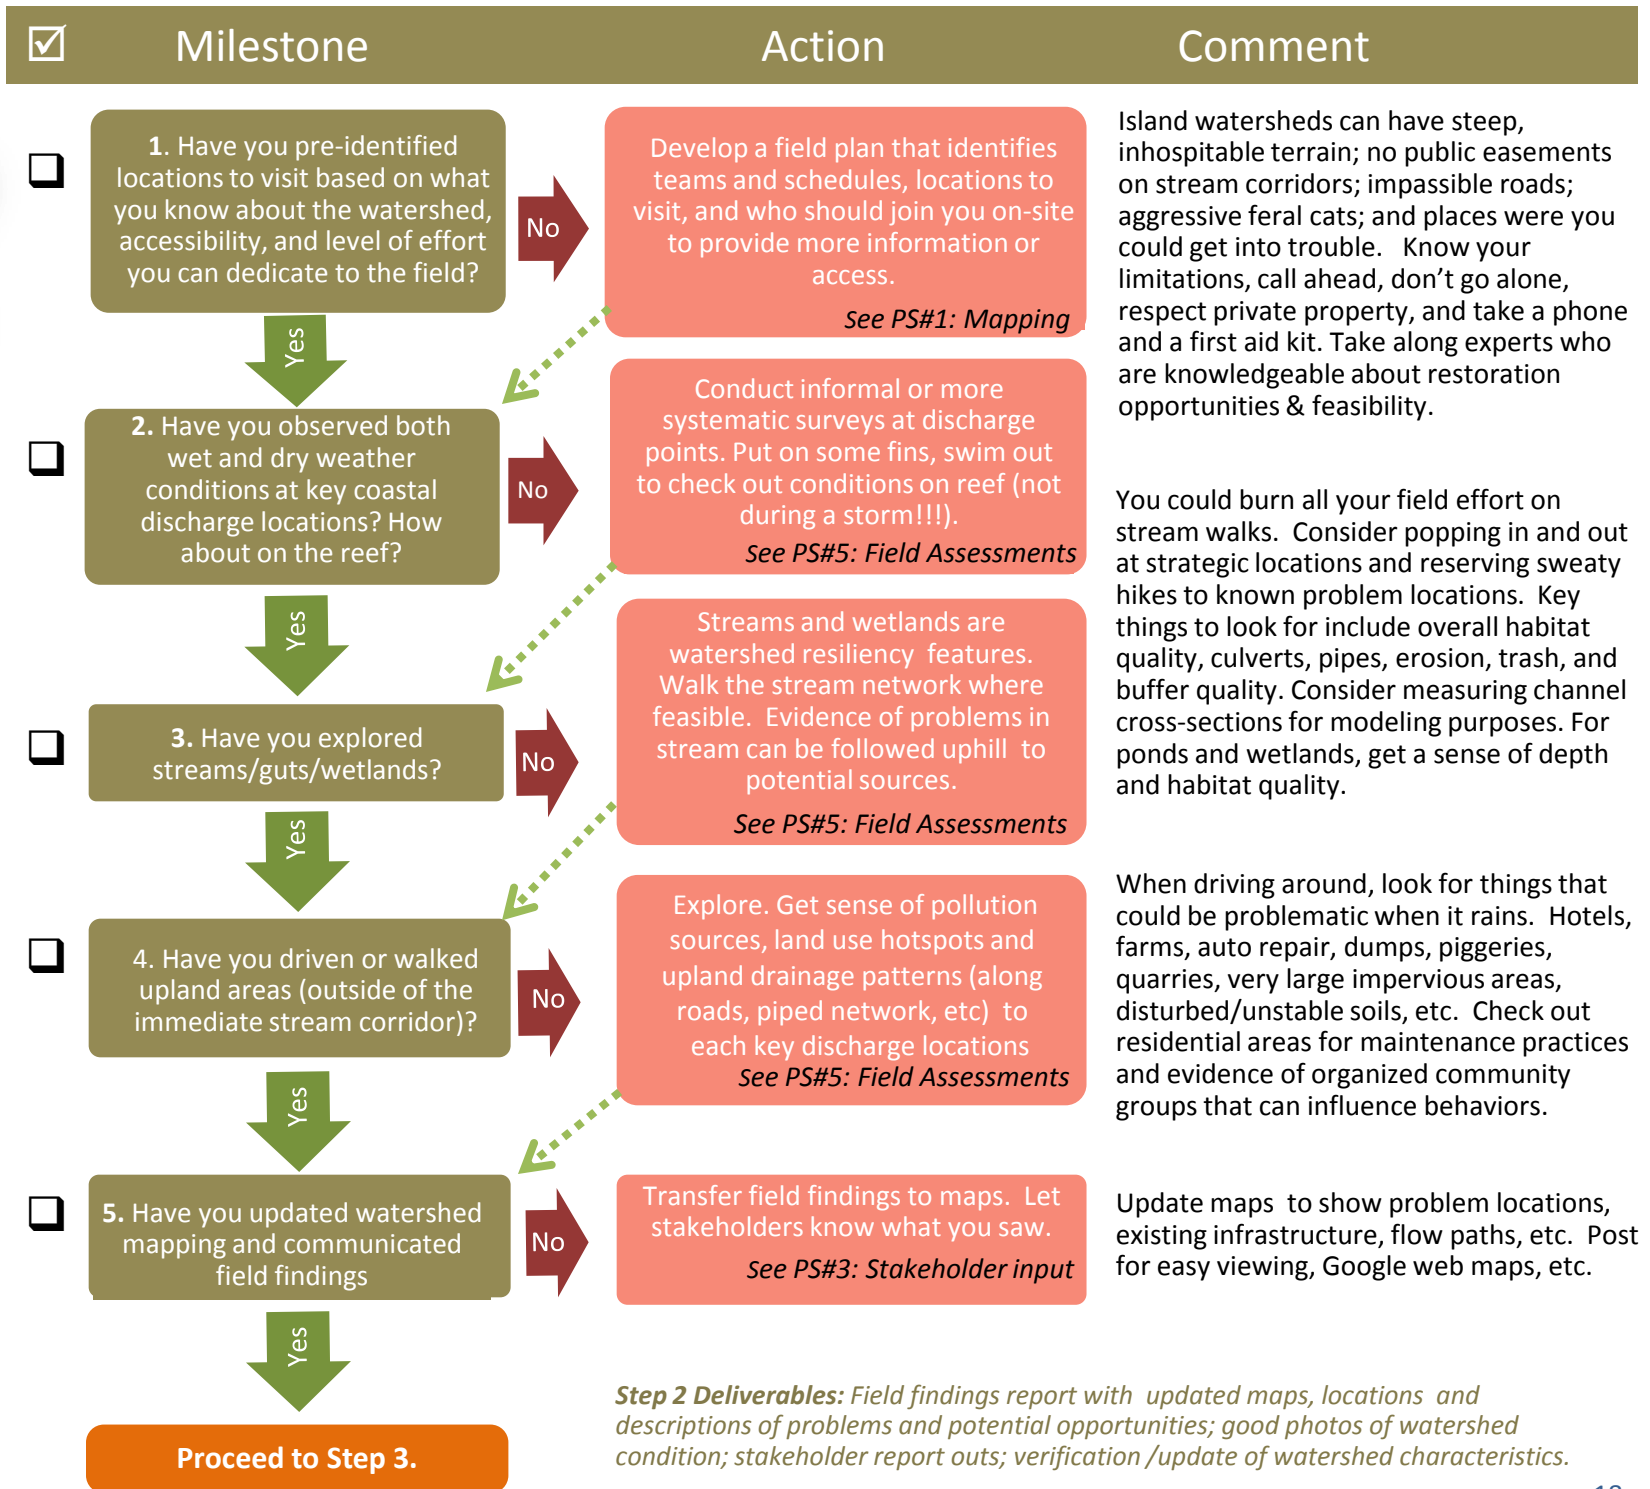 Milestone
Action
Comment
1. Have you pre-identified
locations to visit based on what
you know about the watershed,
accessibility, and level of effort
you can dedicate to the field?
No
Develop a field plan that identifies
teams and schedules, locations to
visit, and who should join you on-site
to provide more information or
access.
See PS#1: Mapping
Island watersheds can have steep,
inhospitable terrain; no public easements
on stream corridors; impassible roads;
aggressive feral cats; and places were you
could get into trouble. Know your
limitations, call ahead, don't go alone,
respect private property, and take a phone
and a first aid kit. Take along experts who
are knowledgeable about restoration
opportunities & feasibility.
Yes
2. Have you observed both
wet and dry weather
conditions at key coastal
discharge locations? How
about on the reef?
No
Conduct informal or more
systematic surveys at discharge
points. Put on some fins, swim out
to check out conditions on reef (not
during a storm!!!).
See PS#5: Field Assessments
You could burn all your field effort on
stream walks. Consider popping in and out
at strategic locations and reserving sweaty
hikes to known problem locations. Key
things to look for include overall habitat
quality, culverts, pipes, erosion, trash, and
buffer quality. Consider measuring channel
cross-sections for modeling purposes. For
ponds and wetlands, get a sense of depth
and habitat quality.
Yes
3. Have you explored
streams/guts/wetlands?
No
Streams and wetlands are
watershed resiliency features.
Walk the stream network where
feasible. Evidence of problems in
stream can be followed uphill to
potential sources.
See PS#5: Field Assessments
Yes
4. Have you driven or walked
upland areas (outside of the
immediate stream corridor)?
No
Explore. Get sense of pollution
sources, land use hotspots and
upland drainage patterns (along
roads, piped network, etc) to
each key discharge locations
See PS#5: Field Assessments
When driving around, look for things that
could be problematic when it rains. Hotels,
farms, auto repair, dumps, piggeries,
quarries, very large impervious areas,
disturbed/unstable soils, etc. Check out
residential areas for maintenance practices
and evidence of organized community
groups that can influence behaviors.
Yes
5. Have you updated watershed
mapping and communicated
field findings
No
Transfer field findings to maps. Let
stakeholders know what you saw.
See PS#3: Stakeholder input
Update maps to show problem locations,
existing infrastructure, flow paths, etc. Post
for easy viewing, Google web maps, etc.
Yes
Proceed to Step 3.
Step 2 Deliverables: Field findings report with updated maps, locations and
descriptions of problems and potential opportunities; good photos of watershed
condition; stakeholder report outs; verification /update of watershed characteristics.